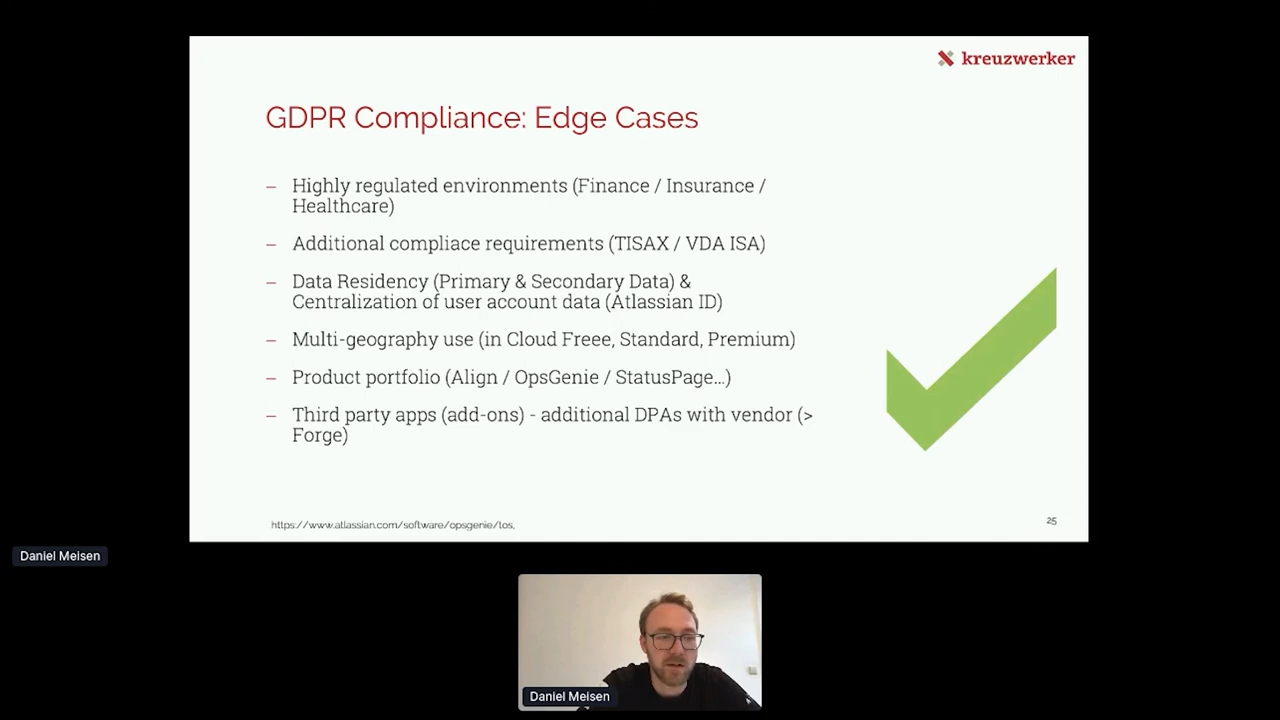 kreuzwerker
GDPR Compliance: Edge Cases
– Highly regulated environments (Finance / Insurance /
Healthcare)
– Additional compliace requirements (TISAX / VDA ISA)
– Data Residency (Primary & Secondary Data) &
Centralization of user account data (Atlassian ID)
– Multi-geography use (in Cloud Freee, Standard, Premium)
– Product portfolio (Align / OpsGenie / StatusPage...)
– Third party apps (add-ons) - additional DPAs with vendor (>
Forge)
https://www.atlassian.com/software/opsgenie/tos,
25
Daniel Meisen
Daniel Meisen